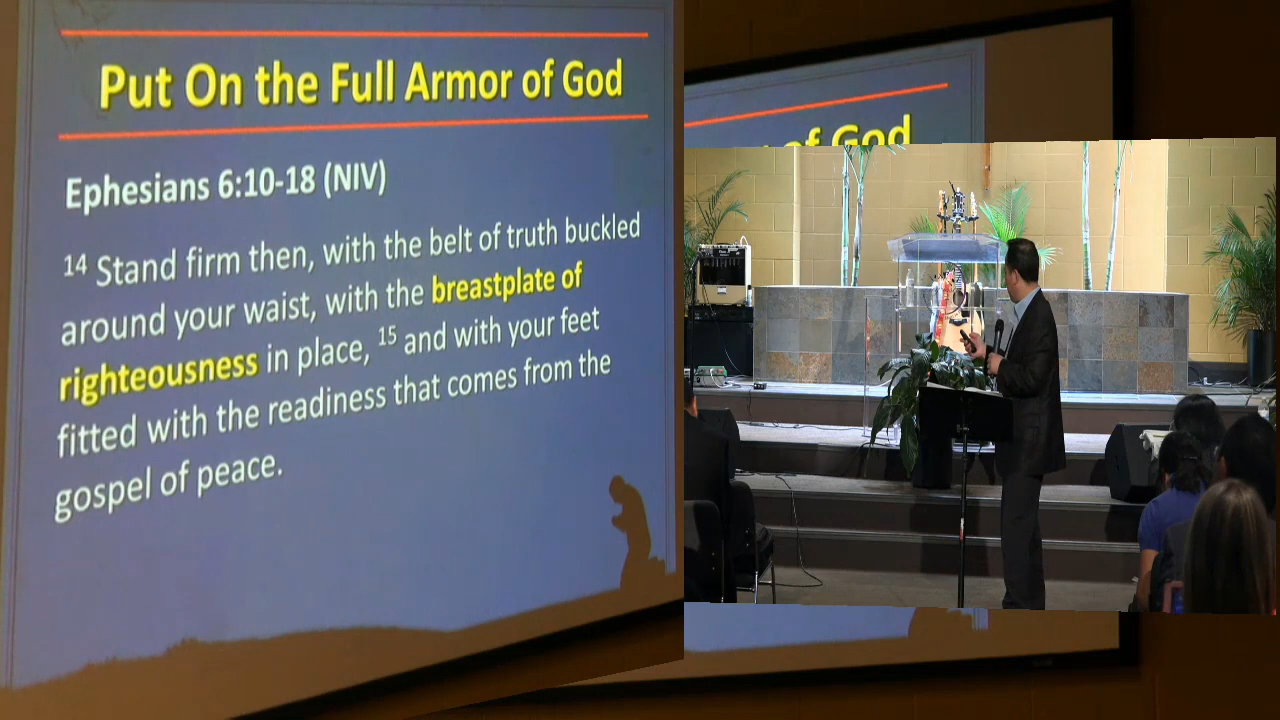 Put On the Full Armor of God
Ephesians 6:10-18 (NIV)
14 Stand firm then, with the belt of truth buckled
around your waist, with the breastplate of
righteousness in place, 15 and with your feet
fitted with the readiness that comes from the
gospel of peace.
of God